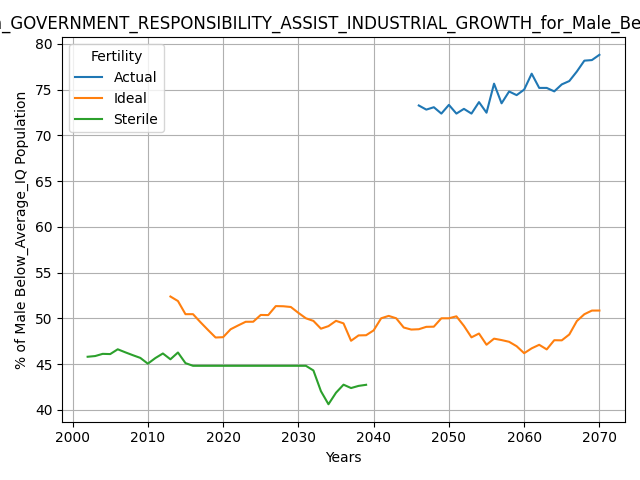 _GOVERNMENT_RESPONSIBILITY_ASSIST_INDUSTRIAL_GROWTH_for_Male_Be
Fertility
Actual
Ideal
Sterile
% of Male Below_Average_IQ Population
80
75
70
65
60
55
50
45
40
2000 2010 2020 2030 2040 2050 2060 2070
Years